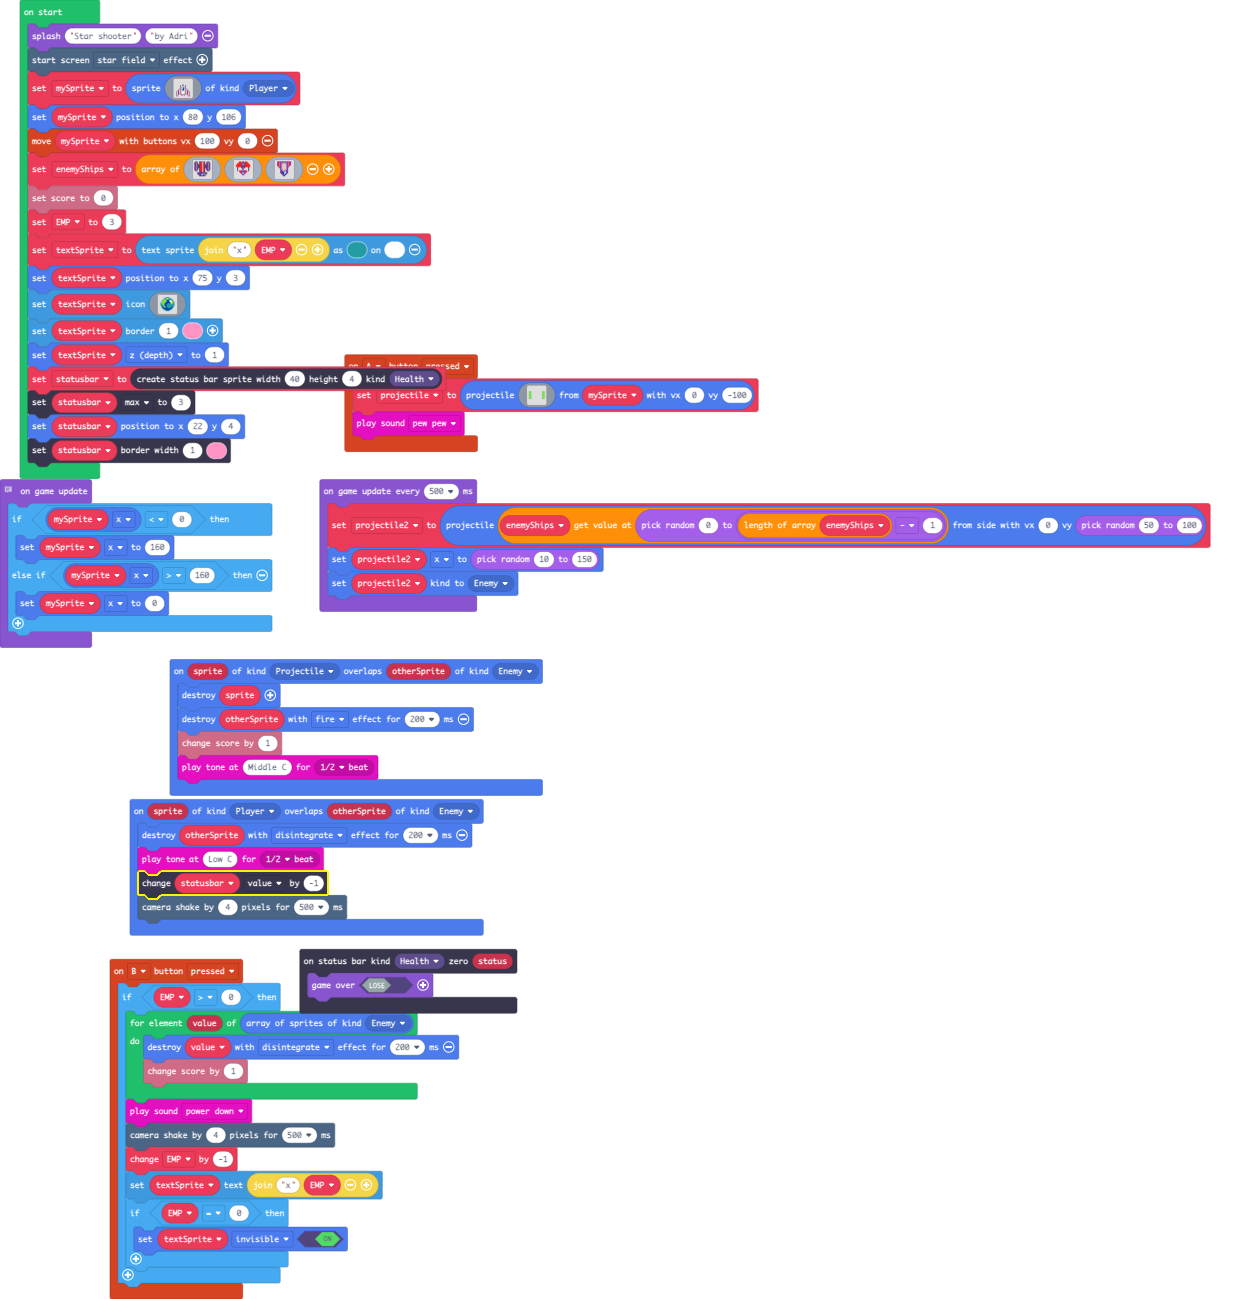 on start
splash "Star shooter" "by Adri"
start screen star field effect
set mySprite to sprite of kind Player
set mySprite position to x 80 y 106
move mySprite with buttons vx 100 vy 0
set enemyShips to array of
set score to 0
set EMP to 3
set textSprite to text sprite join "x" EMP as on
set textSprite position to x 75 y 3
set textSprite icon
set textSprite border 1
set textSprite z (depth) to 1
set statusbar to create status bar sprite width 40 height 4 kind Health
set statusbar max to 3
set statusbar position to x 22 y 4
set statusbar border width 1
on A button pressed
set projectile to projectile from mySprite with vx 0 vy -100
play sound pew pew
on game update
if mySprite x < 0 then
set mySprite x to 160
else if mySprite x > 160 then
set mySprite x to 0
on game update every 500 ms
set projectile2 to projectile enemyShips get value at pick random 0 to length of array enemyShips - 1 from side with vx 0 vy pick random 50 to 100
set projectile2 x to pick random 10 to 150
set projectile2 kind to Enemy
on sprite of kind Projectile overlaps otherSprite of kind Enemy
destroy sprite
destroy otherSprite with fire effect for 200 ms
change score by 1
play tone at Middle C for 1/2 beat
on sprite of kind Player overlaps otherSprite of kind Enemy
destroy otherSprite with disintegrate effect for 200 ms
play tone at Low C for 1/2 beat
change statusbar value by -1
camera shake by 4 pixels for 500 ms
on status bar kind Health zero status
game over LOSE
on B button pressed
if EMP > 0 then
for element value of array of sprites of kind Enemy
do destroy value with disintegrate effect for 200 ms
change score by 1
play sound power down
camera shake by 4 pixels for 500 ms
change EMP by -1
set textSprite text join "x" EMP
if EMP = 0 then
set textSprite invisible ON